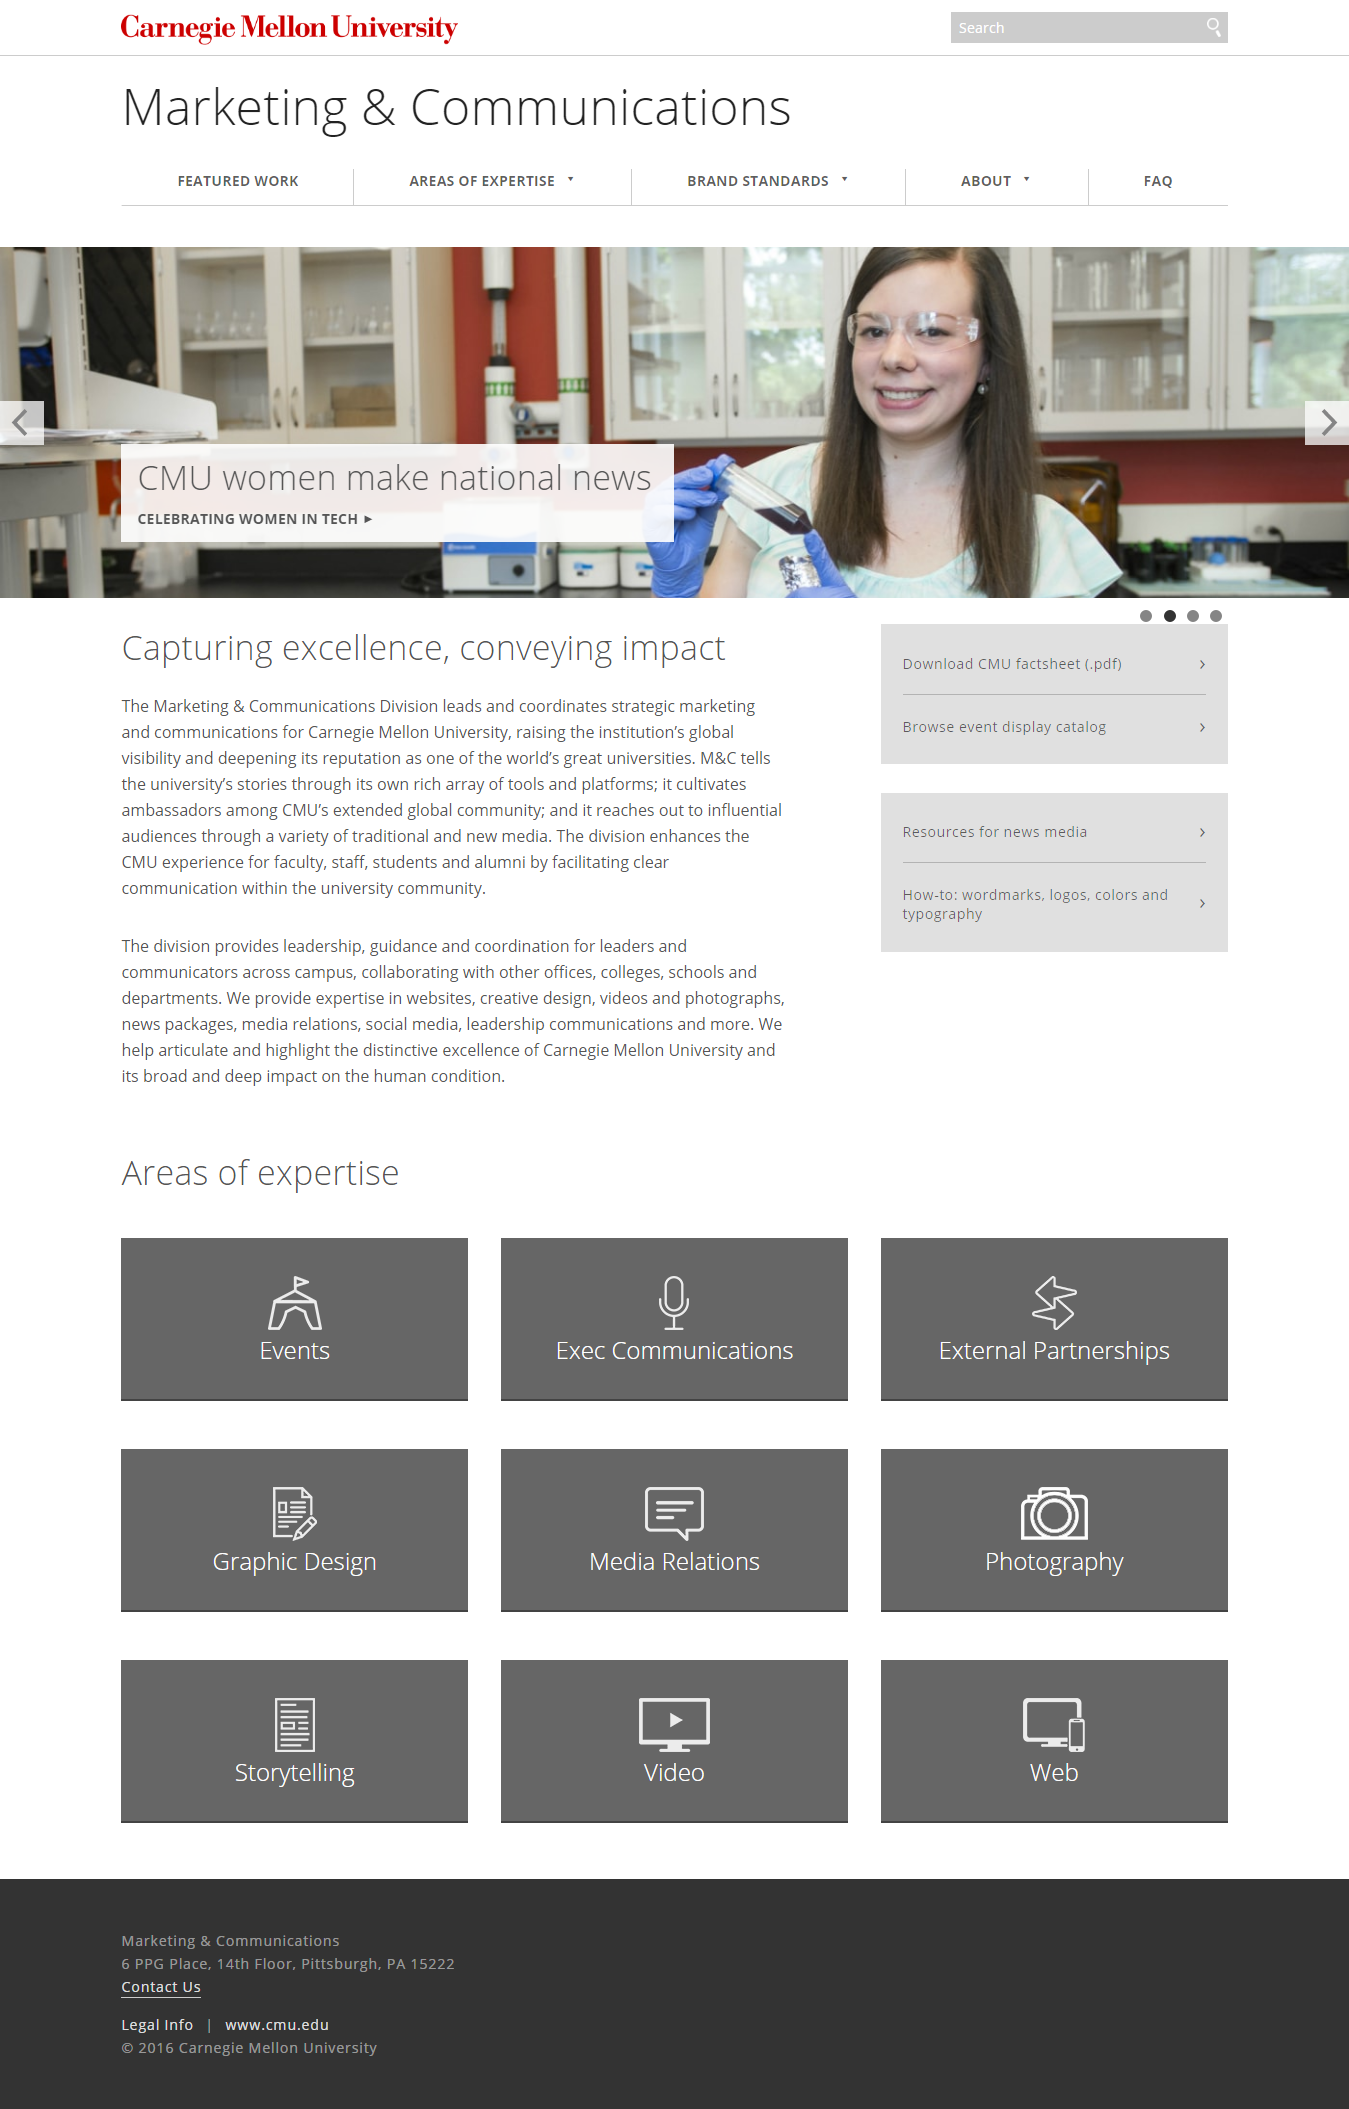 Carnegie Mellon University
Search
Marketing & Communications
FEATURED WORK
AREAS OF EXPERTISE
BRAND STANDARDS
ABOUT
FAQ
CMU women make national news
CELEBRATING WOMEN IN TECH
Capturing excellence, conveying impact
The Marketing & Communications Division leads and coordinates strategic marketing
and communications for Carnegie Mellon University, raising the institution’s global
visibility and deepening its reputation as one of the world’s great universities. M&C tells
the university’s stories through its own rich array of tools and platforms; it cultivates
ambassadors among CMU’s extended global community; and it reaches out to influential
audiences through a variety of traditional and new media. The division enhances the
CMU experience for faculty, staff, students and alumni by facilitating clear
communication within the university community.
The division provides leadership, guidance and coordination for leaders and
communicators across campus, collaborating with other offices, colleges, schools and
departments. We provide expertise in websites, creative design, videos and photographs,
news packages, media relations, social media, leadership communications and more. We
help articulate and highlight the distinctive excellence of Carnegie Mellon University and
its broad and deep impact on the human condition.
Download CMU factsheet (.pdf)
Browse event display catalog
Resources for news media
How-to: wordmarks, logos, colors and
typography
Areas of expertise
Events
Exec Communications
External Partnerships
Graphic Design
Media Relations
Photography
Storytelling
Video
Web
Marketing & Communications
6 PPG Place, 14th Floor, Pittsburgh, PA 15222
Contact Us
Legal Info | www.cmu.edu
© 2016 Carnegie Mellon University